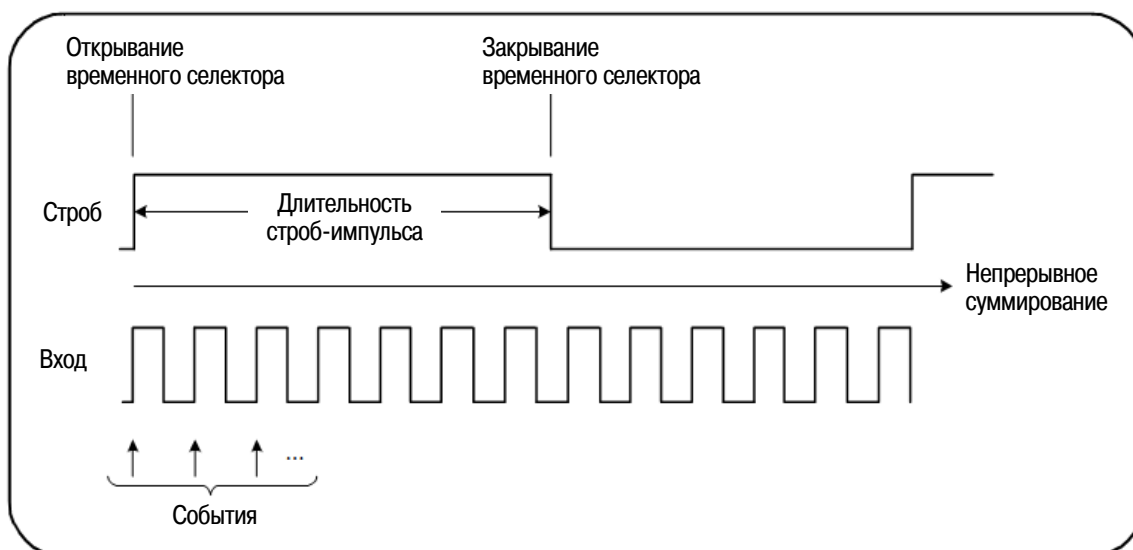 Открывание
временного селектора
Закрывание
временного селектора
Строб
Длительность
строб-импульса
Непрерывное
суммирование
Вход
...
События